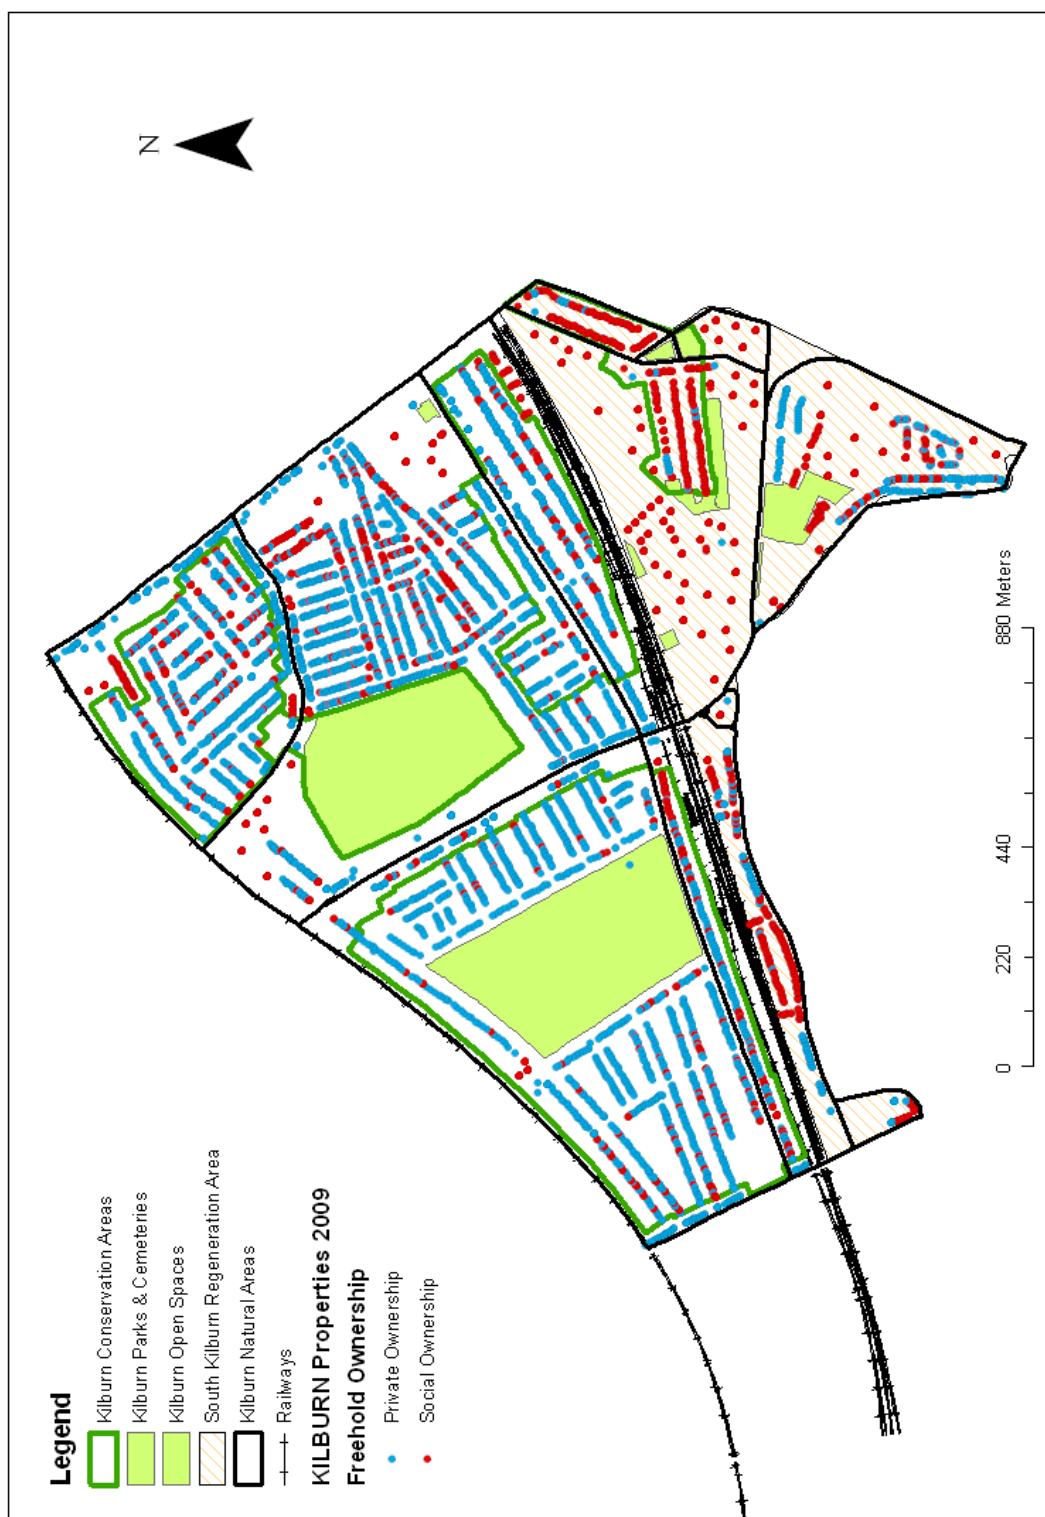 N
Legend
Kilburn Conservation Areas
Kilburn Parks & Cemeteries
Kilburn Open Spaces
South Kilburn Regeneration Area
Kilburn Natural Areas
Railways
KILBURN Properties 2009
Freehold Ownership
Private Ownership
Social Ownership
0 220 440 880 Meters